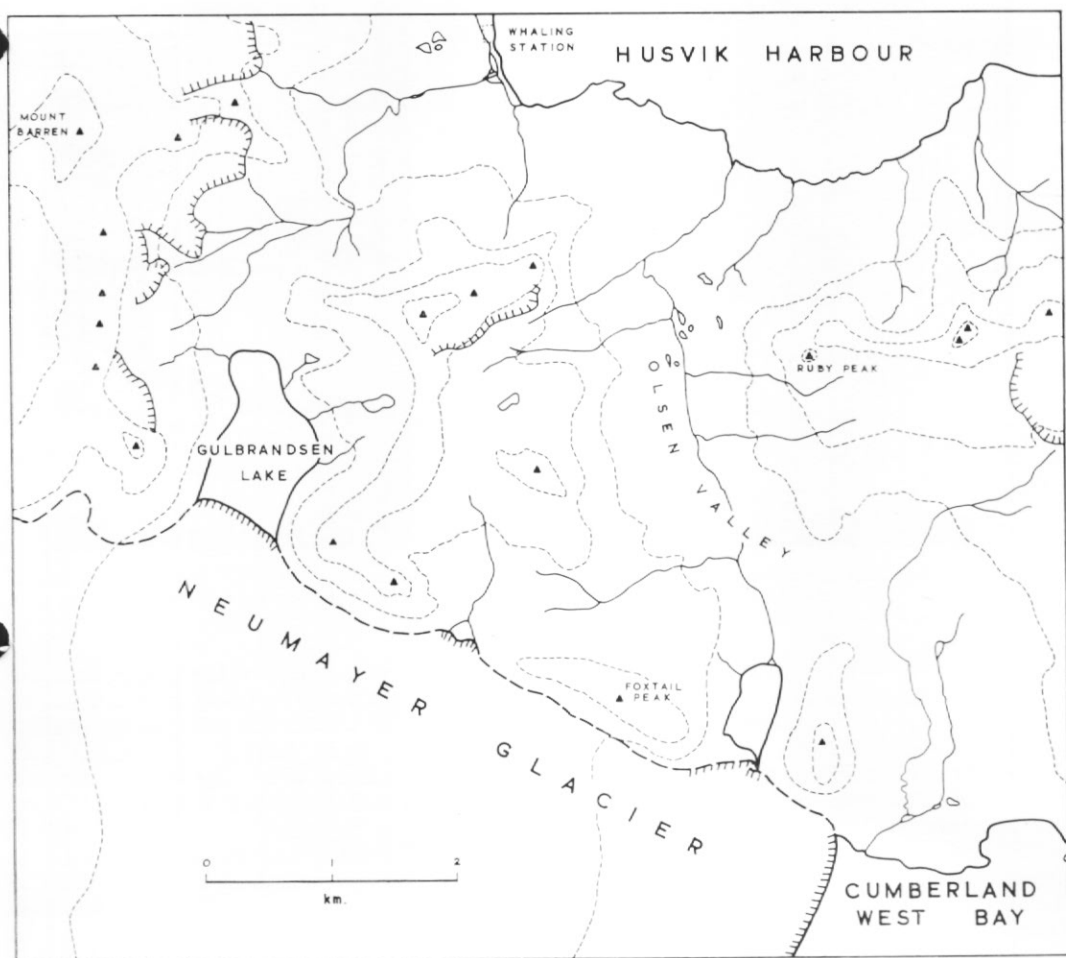 WHALING
STATION
HUSVIK HARBOUR
MOUNT
BARREN
RUBY PEAK
OLSEN VALLEY
GULBRANDSEN
LAKE
NEUMAYER GLACIER
FOXTAIL
PEAK
0 1 2
km.
CUMBERLAND
WEST BAY